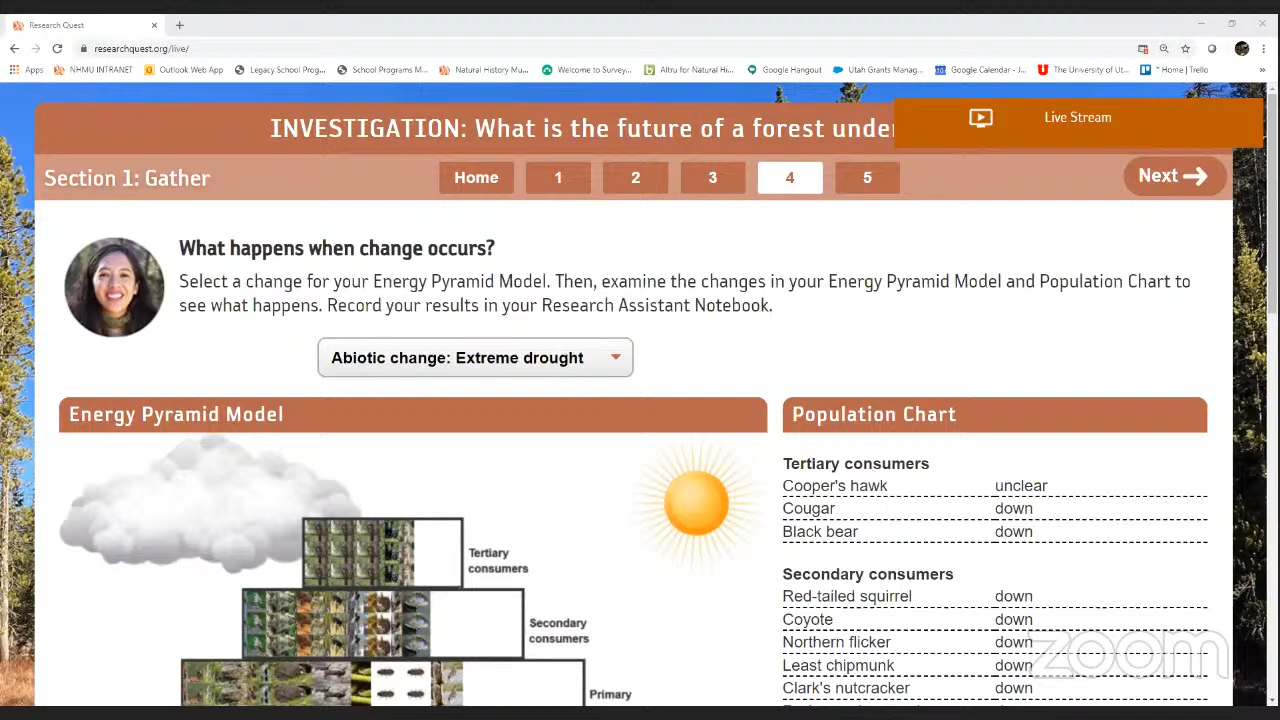 Research Quest
researchquest.org/live/
Apps NHMU INTRANET Outlook Web App Legacy School Prog... School Programs M... Natural History Mu... Welcome to Survey... Altru for Natural Hi... Google Hangout Utah Grants Manag... Google Calendar - J... The University of Ut... * Home | Trello »
INVESTIGATION: What is the future of a forest under
Live Stream
Section 1: Gather
Home 1 2 3 4 5
Next
What happens when change occurs?
Select a change for your Energy Pyramid Model. Then, examine the changes in your Energy Pyramid Model and Population Chart to
see what happens. Record your results in your Research Assistant Notebook.
Abiotic change: Extreme drought
Energy Pyramid Model
Tertiary
consumers
Secondary
consumers
Primary
Population Chart
Tertiary consumers
Cooper's hawk unclear
Cougar down
Black bear down
Secondary consumers
Red-tailed squirrel down
Coyote down
Northern flicker down
Least chipmunk down
Clark's nutcracker down
zoom